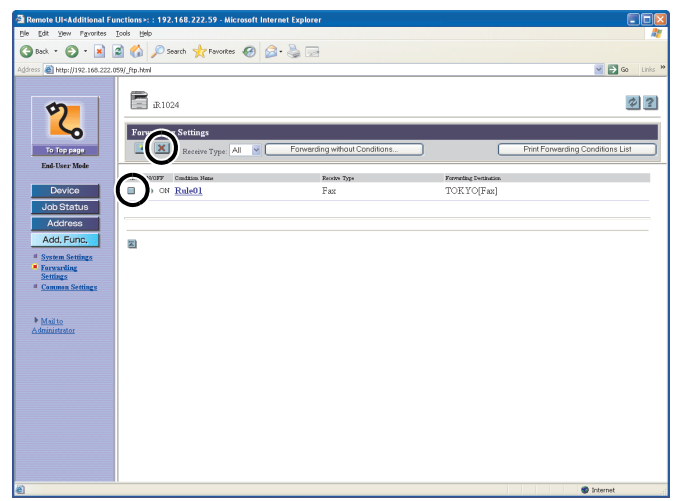 Remote UI<Additional Functions>: : 192.168.222.59 - Microsoft Internet Explorer
File Edit View Favorites Tools Help
Back Search Favorites
Address http://192.168.222.059/_ftp.html Go Links »
iR1024
To Top page
End-User Mode
Device
Job Status
Address
Add. Func.
System Settings
Forwarding
Settings
Common Settings
Mail to
Administrator
Settings
Receive Type: All Forwarding without Conditions... Print Forwarding Conditions List
Condition Name Receive Type Forwarding Destination
ON Rule01 Fax TOKYO[Fax]
Internet